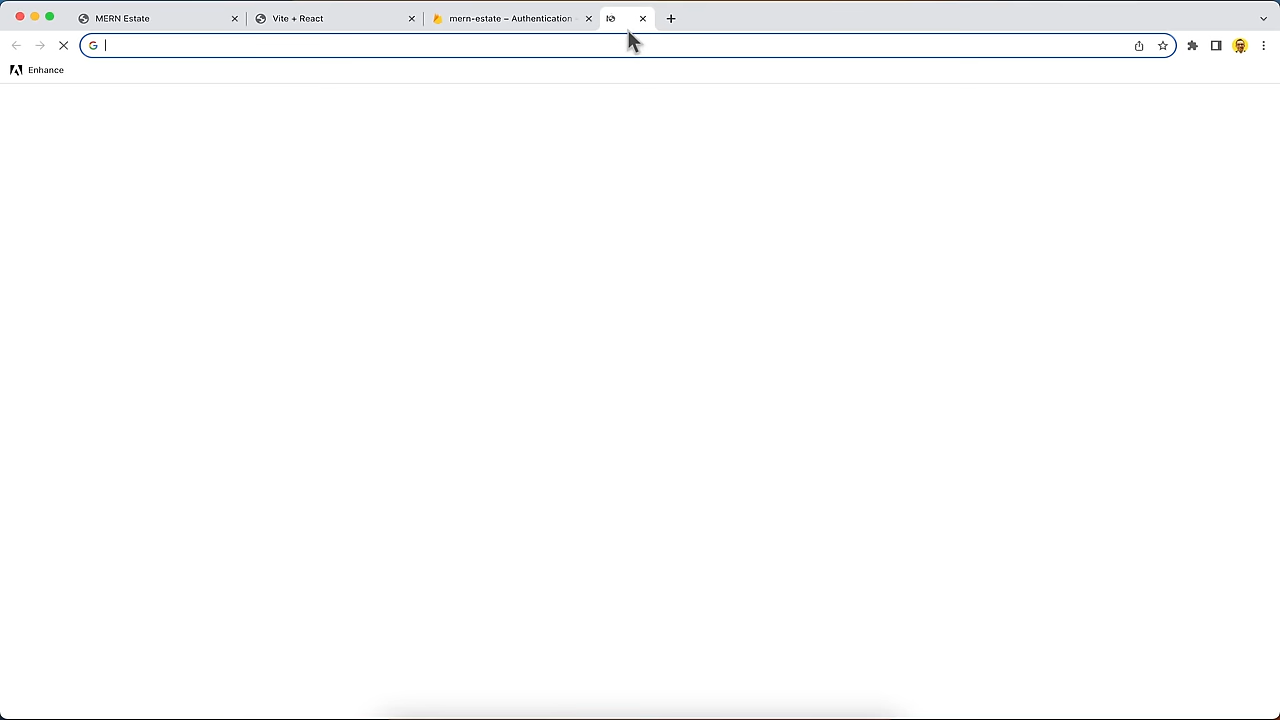 MERN Estate
Vite + React
mern-estate – Authentication
Enhance